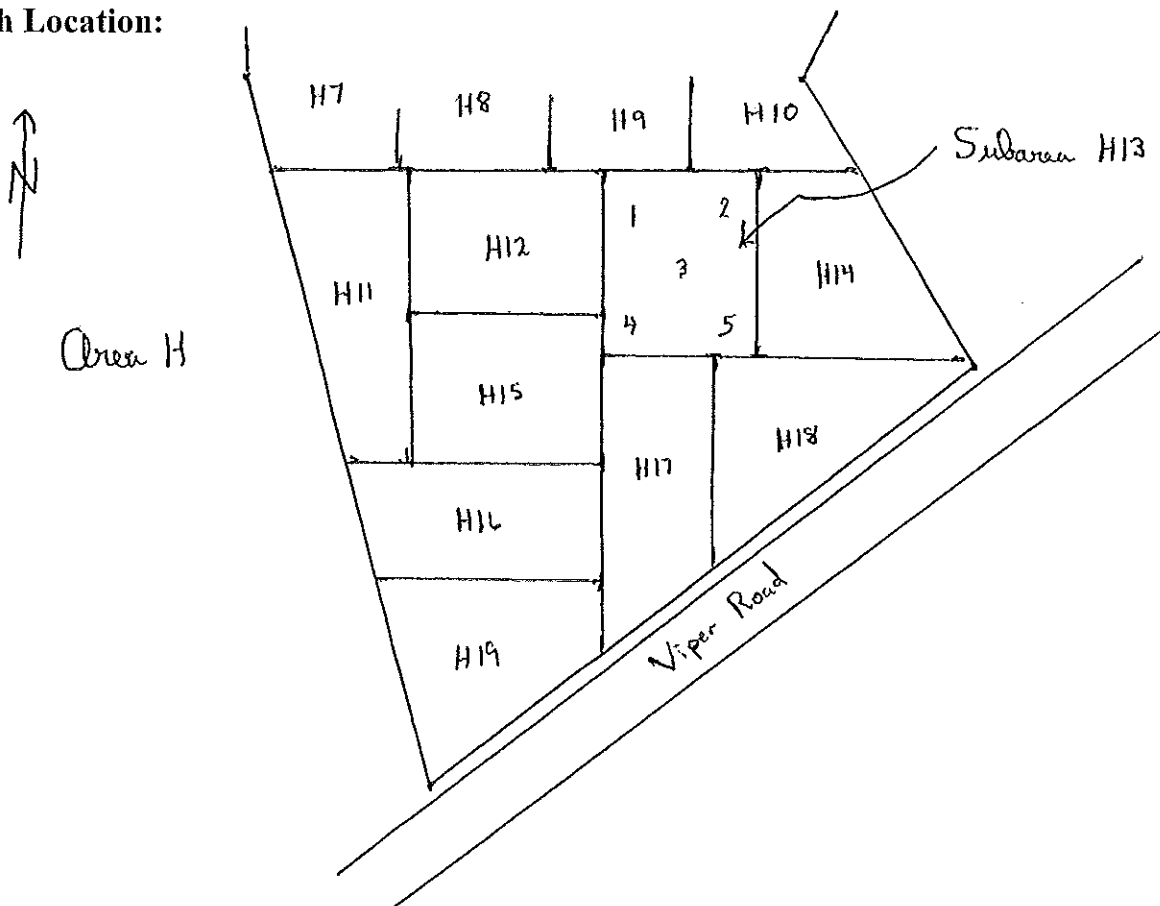 h Location:
H7
H8
H9
H10
N
Subarea H13
1
2
H12
3
H14
H11
4
5
Area H
H15
H18
H17
H16
Viper Road
H19